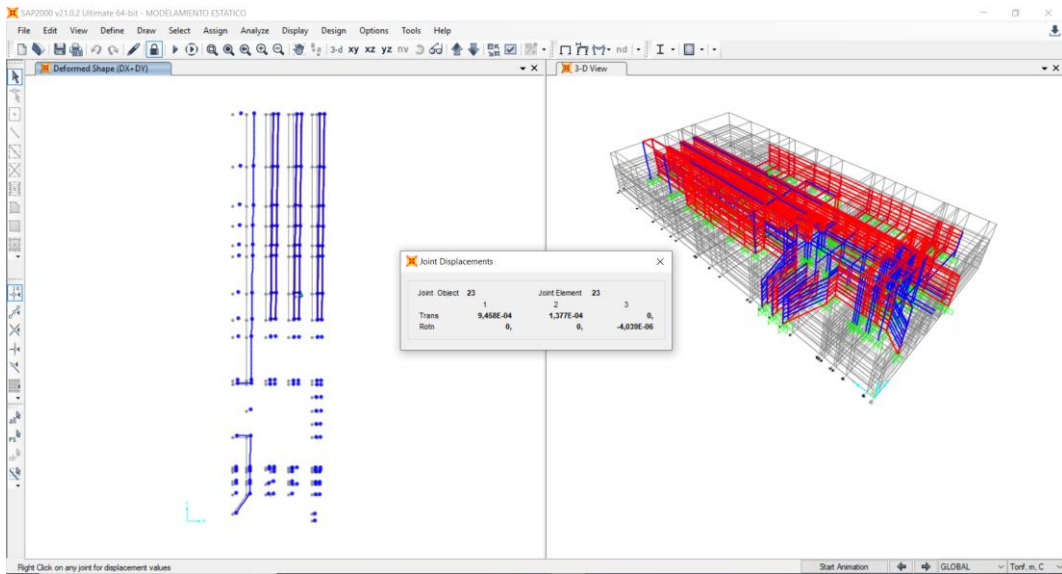 SAP2000 v21.0.2 Ultimate 64-bit - MODELAMIENTO ESTATICO
File Edit View Define Draw Select Assign Analyze Display Design Options Tools Help
3-d xy xz yz nv
nd
Deformed Shape (DX+DY)
3-D View
Joint Displacements
Joint Object 23 Joint Element 23
1 2 3
Trans 9,458E-04 1,377E-04 0,
Rotn 0, 0, -4,039E-06
Right Click on any joint for displacement values
Start Animation
GLOBAL
Tonf, m, C